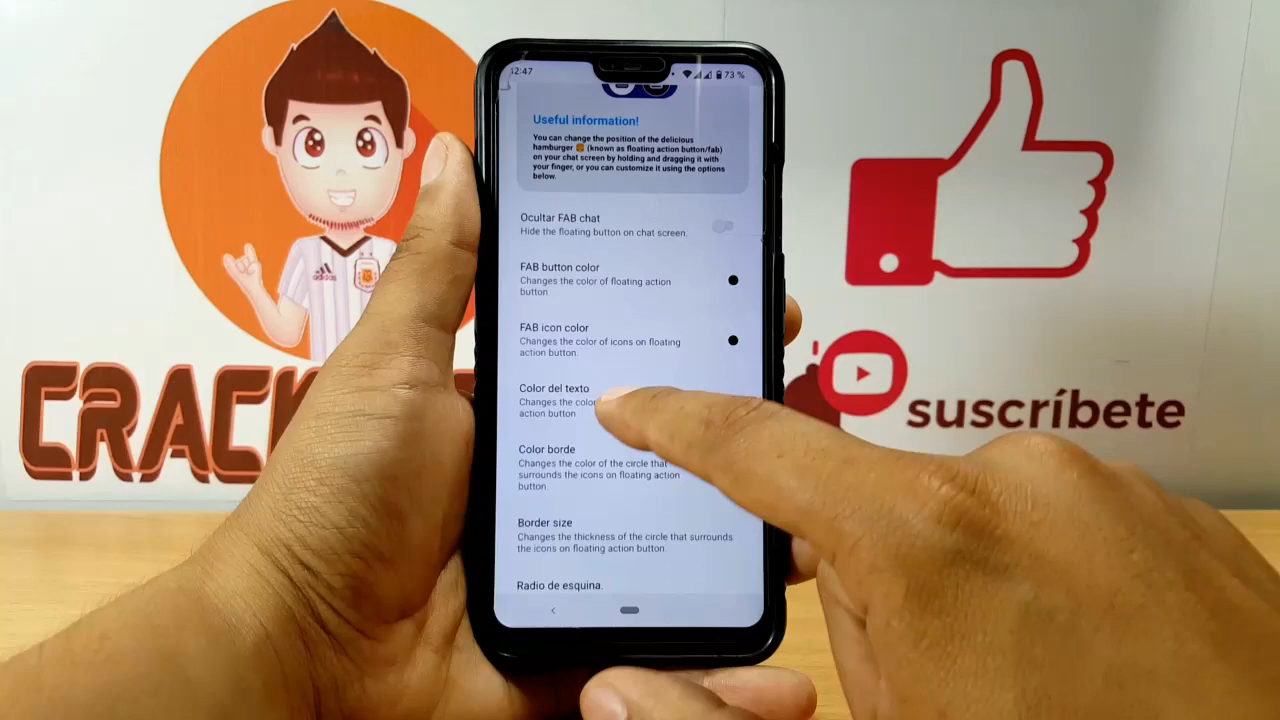 12:47
73 %
Useful information!
You can change the position of the delicious
hamburger 🍔 (known as floating action button/fab)
on your chat screen by holding and dragging it with
your finger, or you can customize it using the options
below.
Ocultar FAB chat
Hide the floating button on chat screen.
FAB button color
Changes the color of floating action
button.
FAB icon color
Changes the color of icons on floating
action button.
Color del texto
Changes the color
action button
Color borde
Changes the color of the circle that
surrounds the icons on floating action
button.
Border size
Changes the thickness of the circle that surrounds
the icons on floating action button.
Radio de esquina.
CRAC
adidas
suscríbete